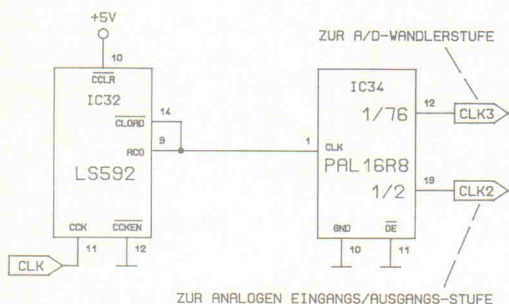 +5V
ZUR A/D-WANDLERSTUFE
10
CCLR
IC32
IC34
14
12
CLOAD
1/76
CLK3
9
1
RCO
CLK
LS592
PAL16R8
19
1/2
CLK2
CCK
CCKEN
GND
OE
CLK
11
12
10
11
ZUR ANALOGEN EINGANGS/AUSGANGS-STUFE